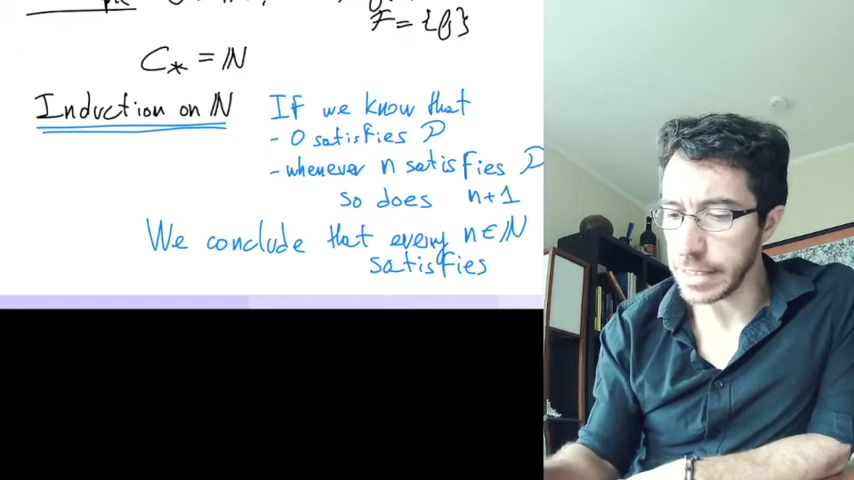 F = {f}
C* = ℕ
Induction on ℕ
If we know that
- 0 satisfies P
- whenever n satisfies P
so does n+1
We conclude that every n ∈ ℕ
satisfies